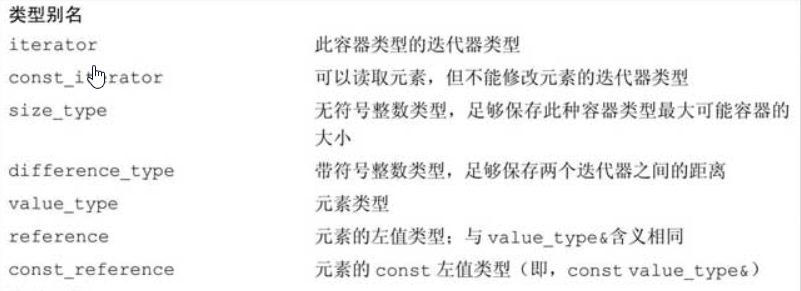 类型别名
iterator 此容器类型的迭代器类型
const_iterator 可以读取元素，但不能修改元素的迭代器类型
size_type 无符号整数类型，足够保存此种容器类型最大可能容器的
大小
difference_type 带符号整数类型，足够保存两个迭代器之间的距离
value_type 元素类型
reference 元素的左值类型；与 value_type&含义相同
const_reference 元素的 const 左值类型（即，const value_type&）